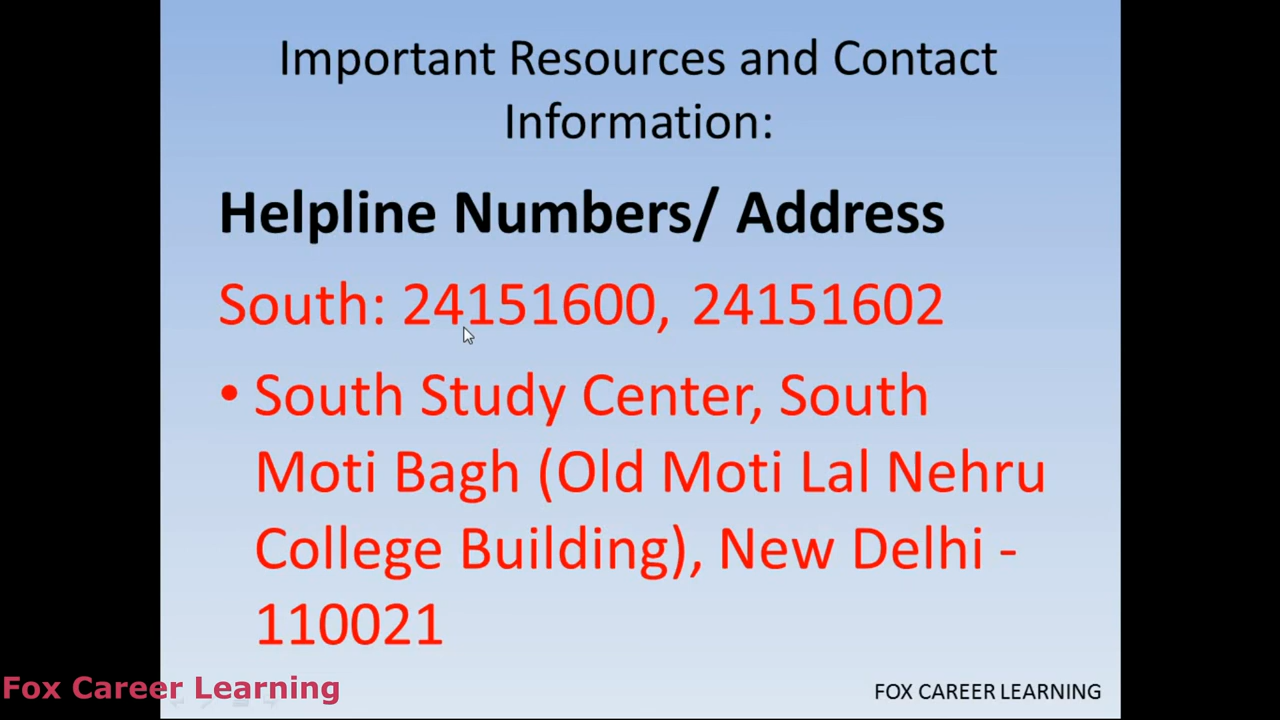 Important Resources and Contact
Information:
Helpline Numbers/ Address
South: 24151600, 24151602
• South Study Center, South
Moti Bagh (Old Moti Lal Nehru
College Building), New Delhi -
110021
Fox Career Learning
FOX CAREER LEARNING